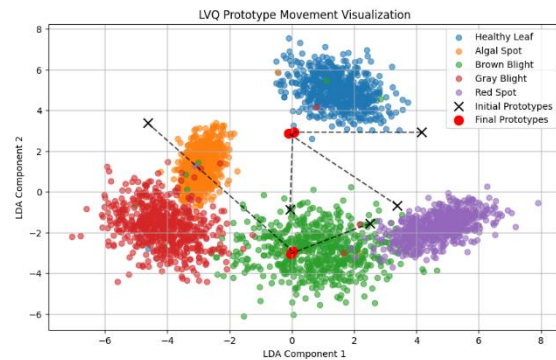 LVQ Prototype Movement Visualization
Healthy Leaf
Algal Spot
Brown Blight
Gray Blight
Red Spot
Initial Prototypes
Final Prototypes
LDA Component 2
8
6
4
2
0
−2
−4
−6
−6
−4
−2
0
2
4
6
8
LDA Component 1